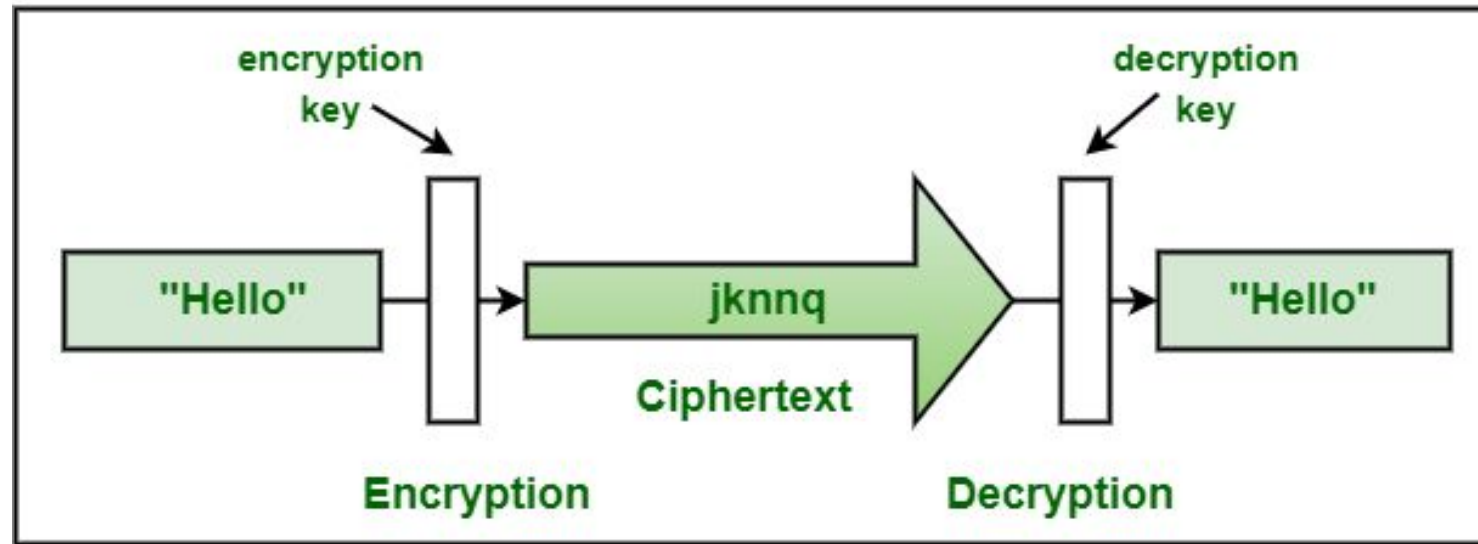 encryption
key
decryption
key
"Hello"
jknnq
"Hello"
Ciphertext
Encryption
Decryption